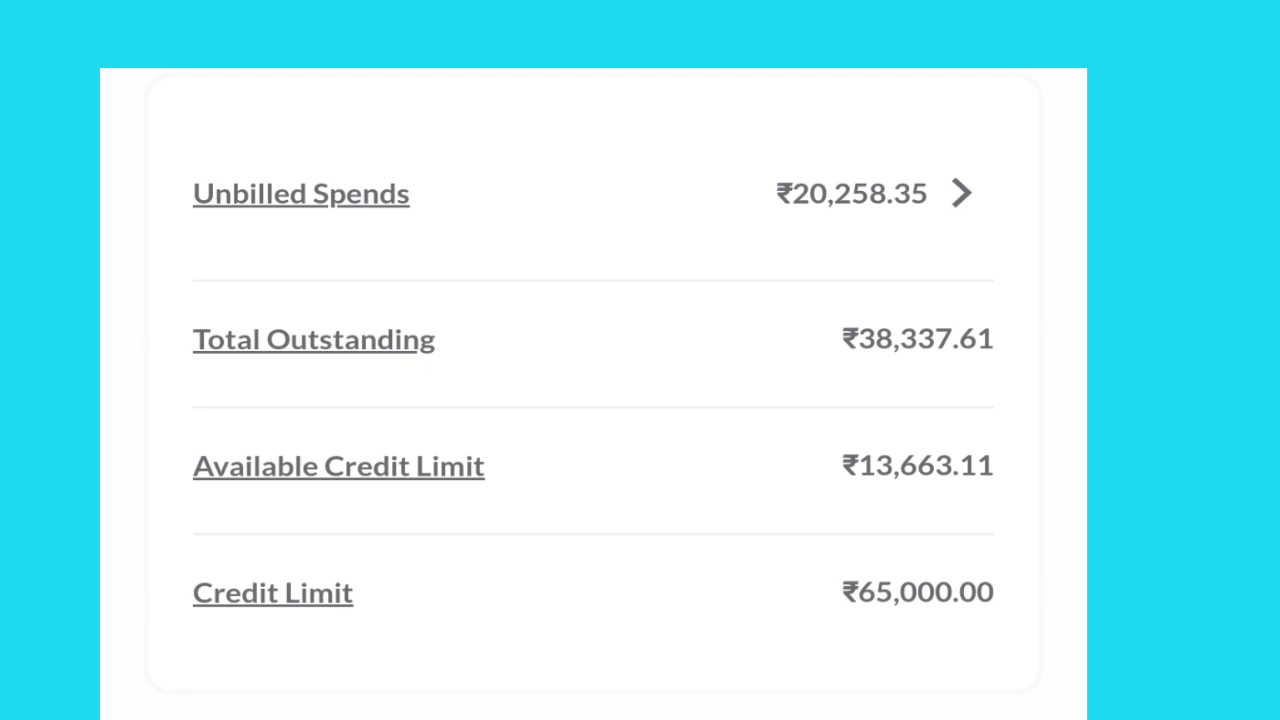 Unbilled Spends ₹20,258.35
Total Outstanding ₹38,337.61
Available Credit Limit ₹13,663.11
Credit Limit ₹65,000.00